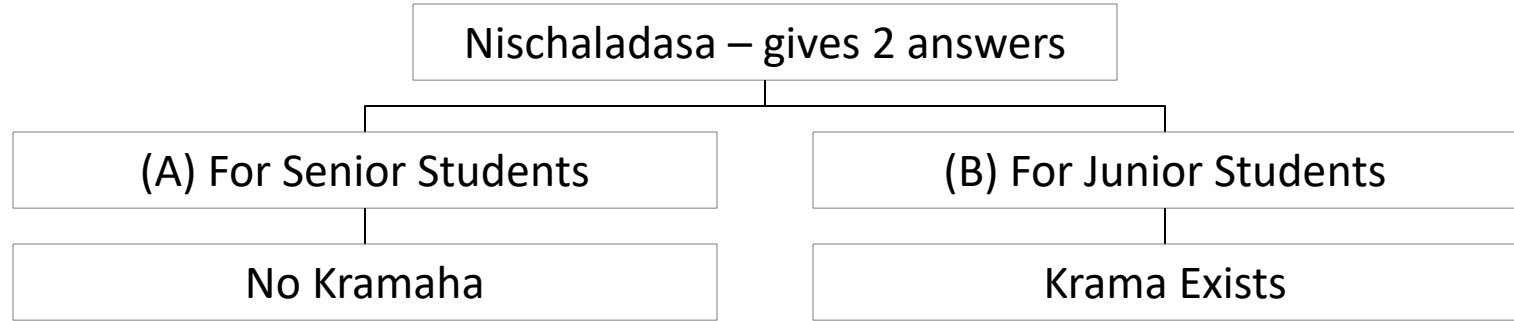 Nischaladasa – gives 2 answers
(A) For Senior Students
(B) For Junior Students
No Kramaha
Krama Exists